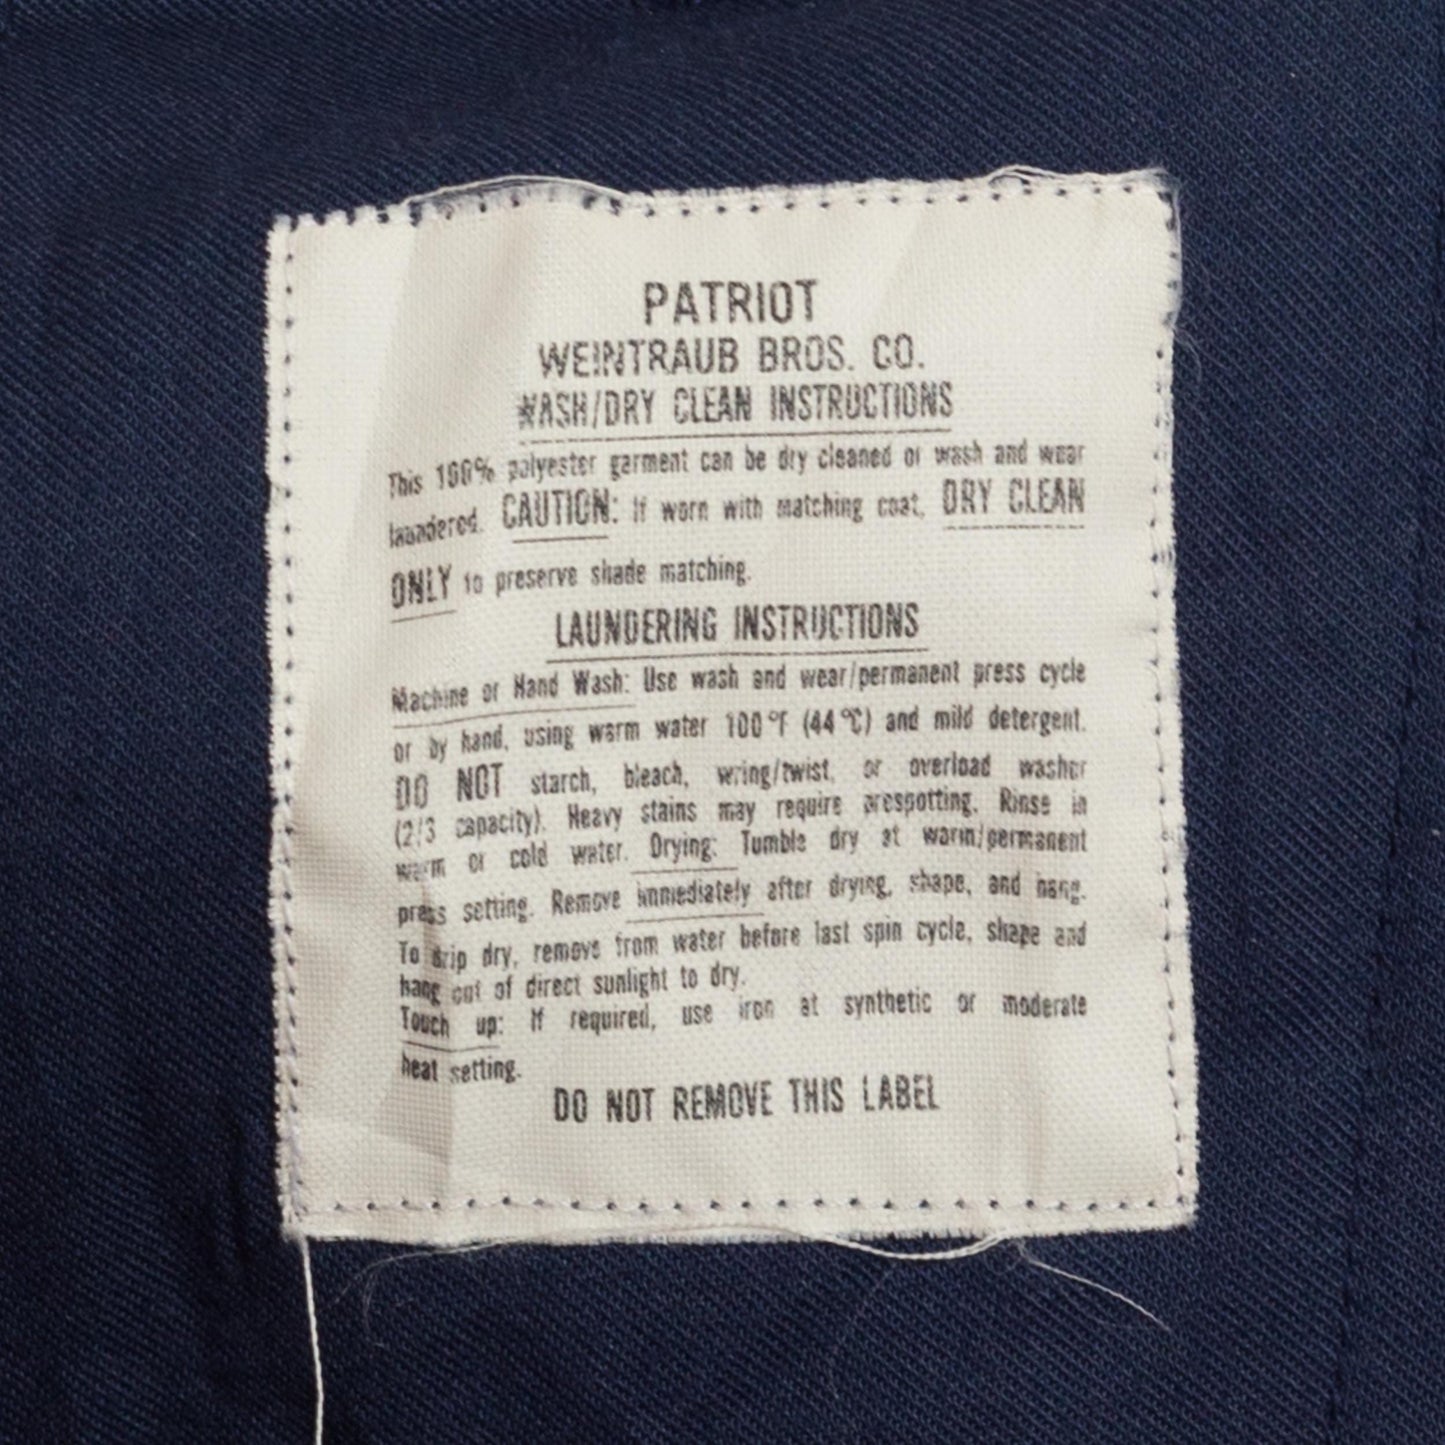 PATRIOT
WEINTRAUB BROS. CO.
WASH/DRY CLEAN INSTRUCTIONS
This 100% polyester garment can be dry cleaned or wash and wear
laundered. CAUTION: If worn with matching coat, DRY CLEAN
ONLY to preserve shade matching.
LAUNDERING INSTRUCTIONS
Machine or Hand Wash: Use wash and wear/permanent press cycle
or by hand, using warm water 100°F (44°C) and mild detergent.
DO NOT starch, bleach, wring/twist, or overload washer
(2/3 capacity). Heavy stains may require prespotting. Rinse in
warm or cold water. Drying: Tumble dry at warm/permanent
press setting. Remove immediately after drying, shape, and hang.
To drip dry, remove from water before last spin cycle, shape and
hang out of direct sunlight to dry.
Touch up: If required, use iron at synthetic or moderate
heat setting.
DO NOT REMOVE THIS LABEL